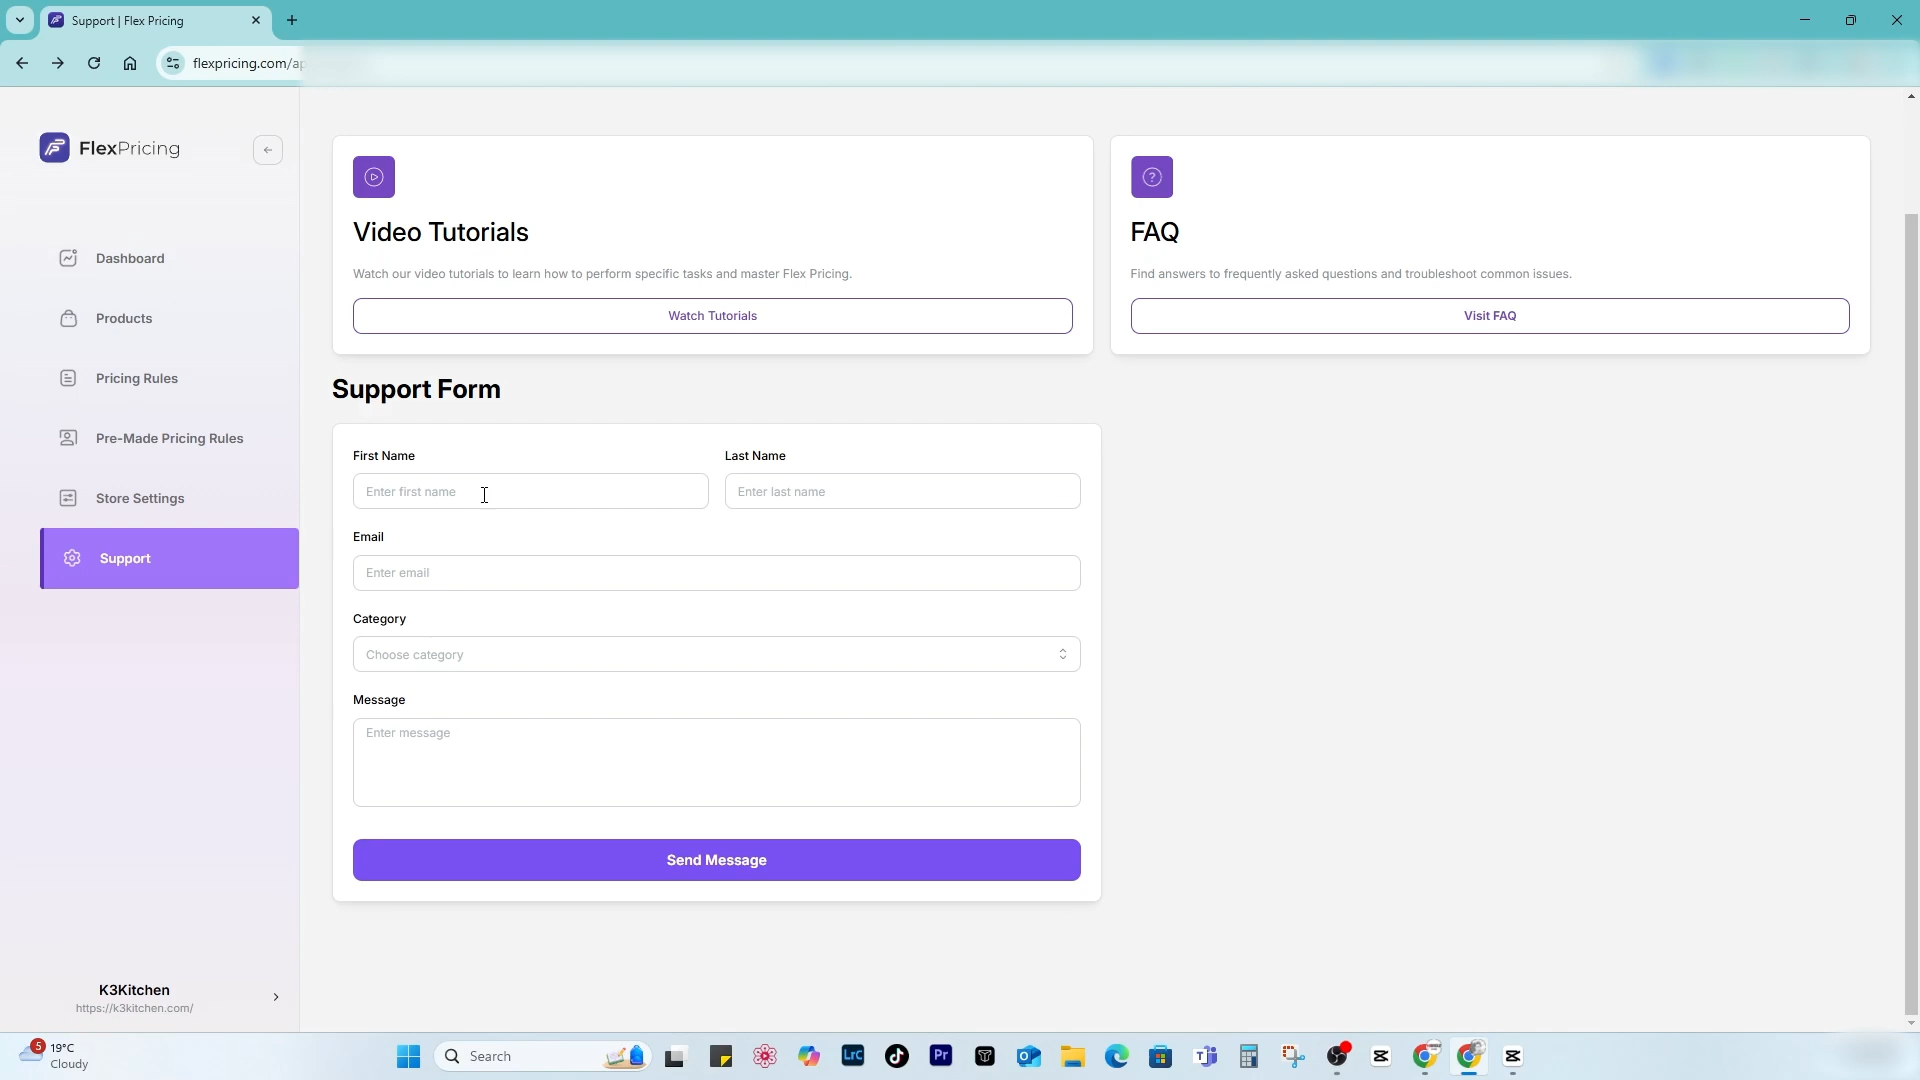 Support | Flex Pricing
flexpricing.com/ap
FlexPricing
Dashboard
Products
Pricing Rules
Pre-Made Pricing Rules
Store Settings
Support
K3Kitchen
https://k3kitchen.com/
Video Tutorials
Watch our video tutorials to learn how to perform specific tasks and master Flex Pricing.
Watch Tutorials
FAQ
Find answers to frequently asked questions and troubleshoot common issues.
Visit FAQ
Support Form
First Name
Last Name
Enter first name
Enter last name
Email
Enter email
Category
Choose category
Message
Enter message
Send Message
5
19°C
Cloudy
Search
LrC
Pr